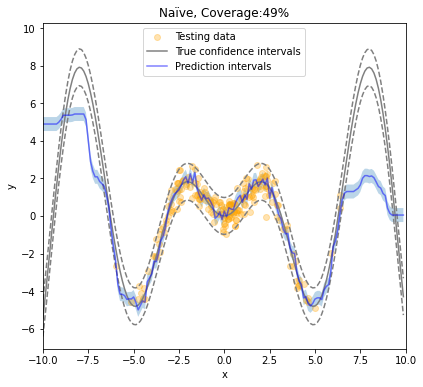 Naïve, Coverage:49%
Testing data
True confidence intervals
Prediction intervals
10
8
6
4
2
0
−2
−4
−6
y
−10.0 −7.5 −5.0 −2.5 0.0 2.5 5.0 7.5 10.0
x